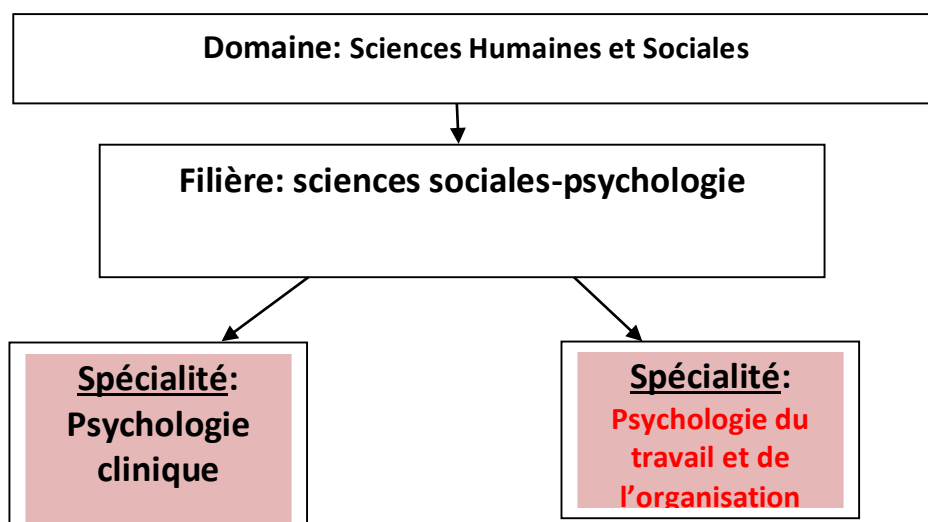 Domaine: Sciences Humaines et Sociales
Filière: sciences sociales-psychologie
Spécialité:
Psychologie
clinique
Spécialité:
Psychologie du
travail et de
l’organisation